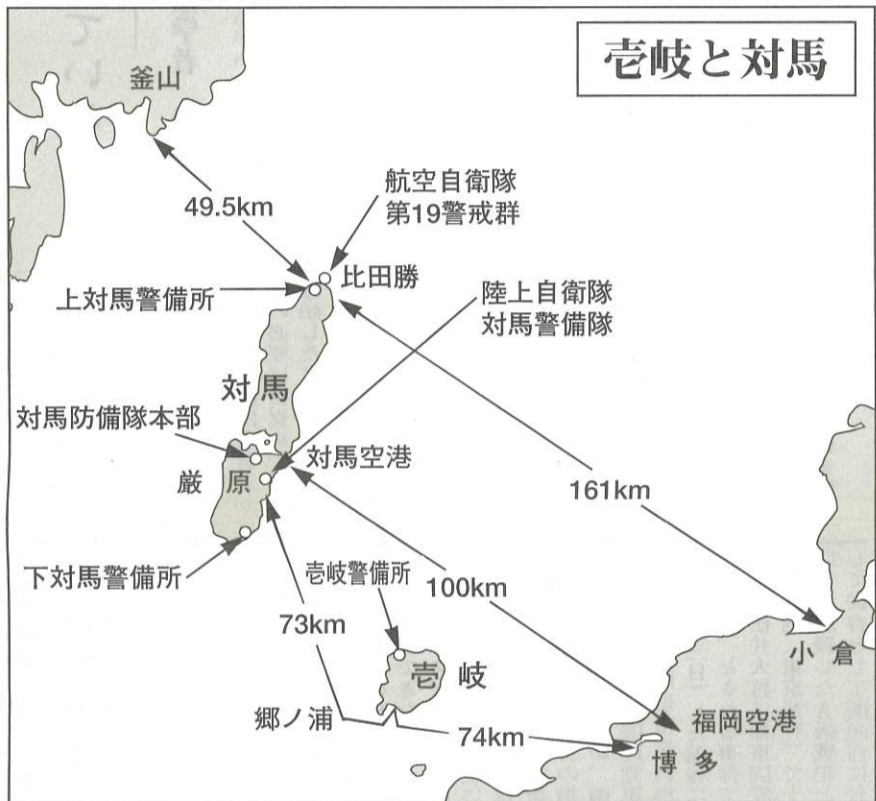 壱岐と対馬
釜山
49.5km
航空自衛隊
第19警戒群
比田勝
上対馬警備所
陸上自衛隊
対馬警備隊
対馬
対馬防備隊本部
対馬空港
厳原
161km
下対馬警備所
壱岐警備所
100km
73km
壱岐
小倉
郷ノ浦
福岡空港
74km
博多